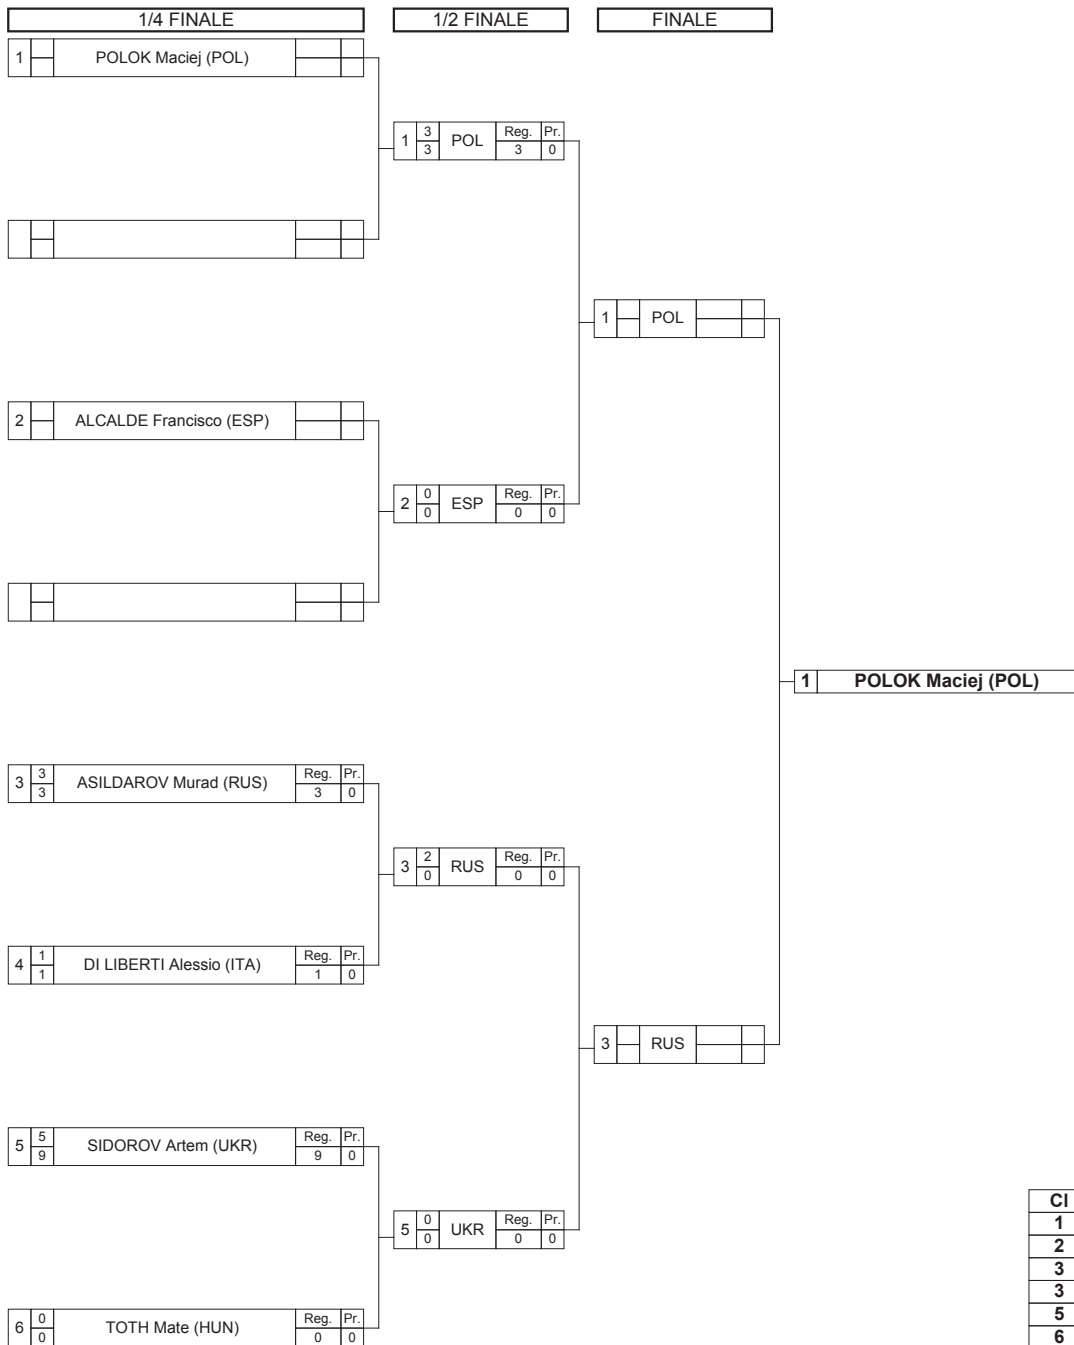 1/4 FINALE 1/2 FINALE FINALE
1 POLOK Maciej (POL)
1 3 3 POL Reg. Pr. 3 0
1 POL
2 ALCALDE Francisco (ESP)
2 0 0 ESP Reg. Pr. 0 0
1 POLOK Maciej (POL)
3 3 3 ASILDAROV Murad (RUS) Reg. Pr. 3 0
3 2 0 RUS Reg. Pr. 0 0
4 1 1 DI LIBERTI Alessio (ITA) Reg. Pr. 1 0
3 RUS
5 5 9 SIDOROV Artem (UKR) Reg. Pr. 9 0
5 0 0 UKR Reg. Pr. 0 0
6 0 0 TOTH Mate (HUN) Reg. Pr. 0 0
Cl
1
2
3
3
5
6